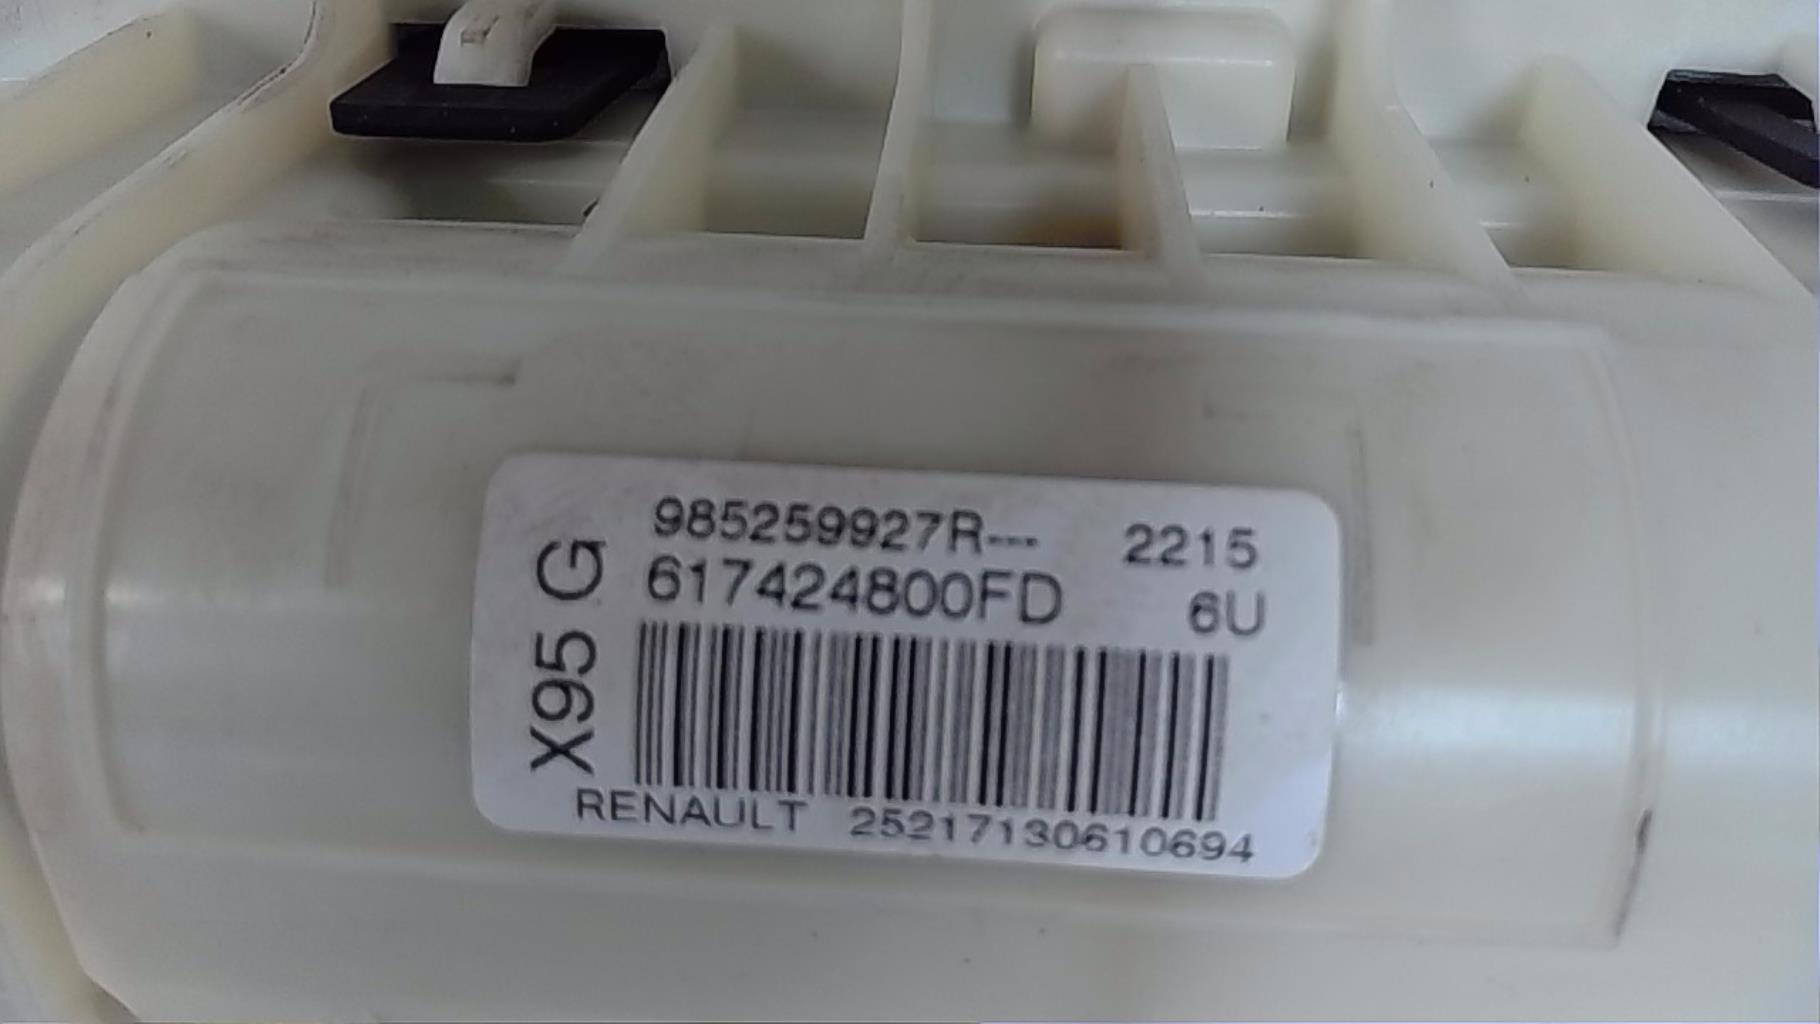 985259927R--- 2215
617424800FD 6U
X95 G
RENAULT 25217130610694